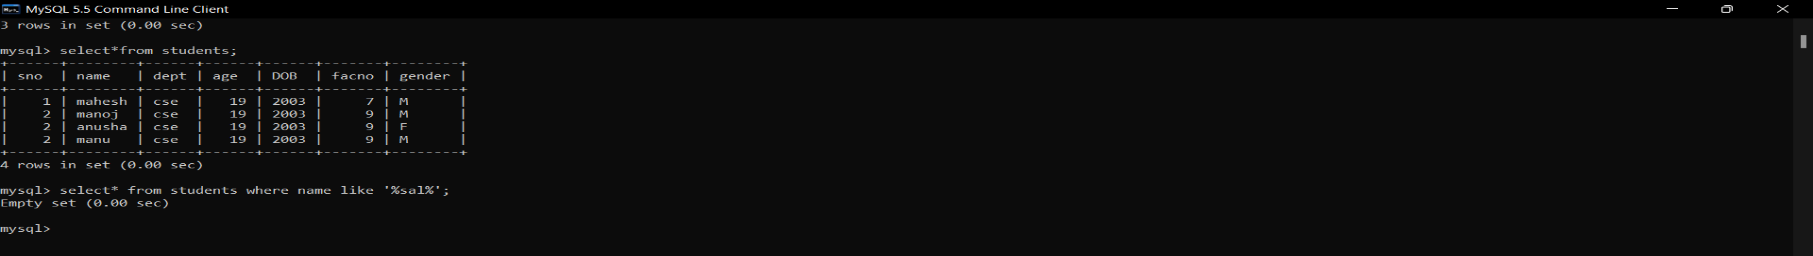 MySQL 5.5 Command Line Client
3 rows in set (0.00 sec)
mysql> select*from students;
+------+--------+------+------+------+-------+--------+
| sno  | name   | dept | age  | DOB  | facno | gender |
+------+--------+------+------+------+-------+--------+
|    1 | mahesh | cse  |   19 | 2003 |     7 | M      |
|    2 | manoj  | cse  |   19 | 2003 |     9 | M      |
|    2 | anusha | cse  |   19 | 2003 |     9 | F      |
|    2 | manu   | cse  |   19 | 2003 |     9 | M      |
+------+--------+------+------+------+-------+--------+
4 rows in set (0.00 sec)
mysql> select* from students where name like '%sal%';
Empty set (0.00 sec)
mysql>